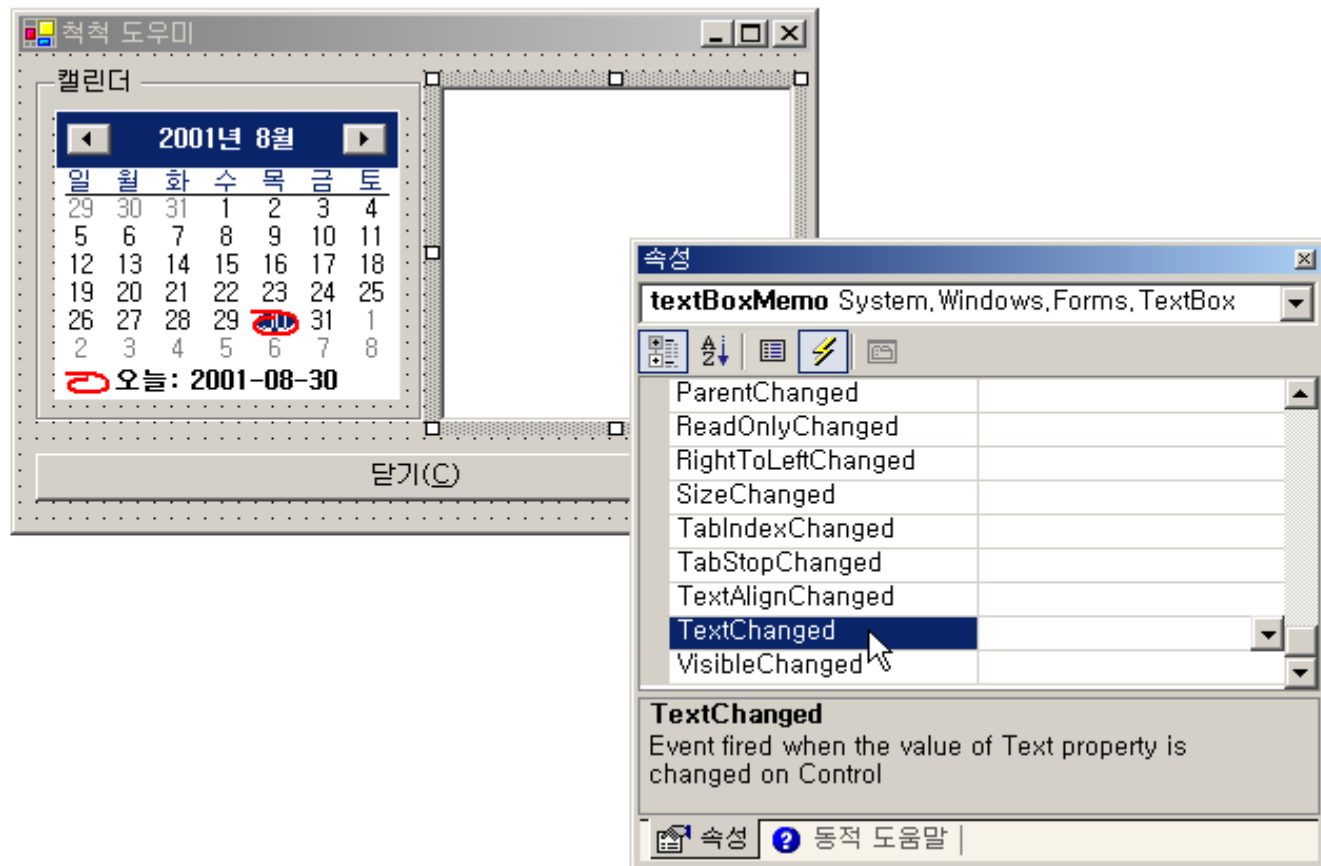 척척 도우미
캘린더
2001년 8월
일 월 화 수 목 금 토
29 30 31 1 2 3 4
5 6 7 8 9 10 11
12 13 14 15 16 17 18
19 20 21 22 23 24 25
26 27 28 29 30 31 1
2 3 4 5 6 7 8
오늘: 2001-08-30
닫기(C)
속성
textBoxMemo System.Windows.Forms.TextBox
ParentChanged
ReadOnlyChanged
RightToLeftChanged
SizeChanged
TabIndexChanged
TabStopChanged
TextAlignChanged
TextChanged
VisibleChanged
TextChanged
Event fired when the value of Text property is
changed on Control
속성 동적 도움말